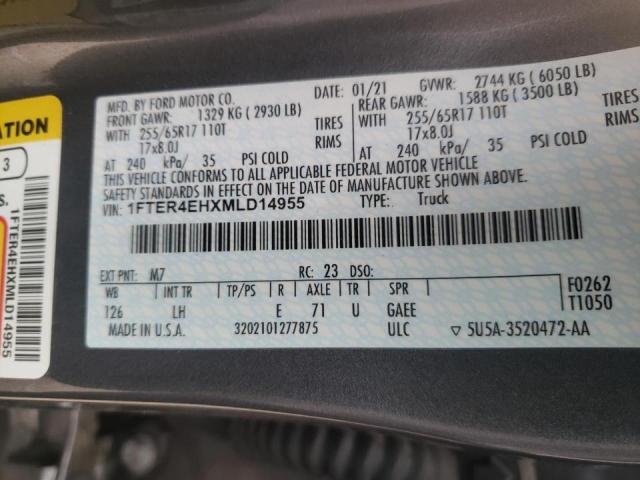 ATION
3
S.
1FTER4EHXMLD14955
MFD. BY FORD MOTOR CO.
DATE: 01/21 GVWR: 2744 KG ( 6050 LB)
FRONT GAWR: 1329 KG ( 2930 LB) REAR GAWR: 1588 KG ( 3500 LB)
WITH 255/65R17 110T TIRES WITH 255/65R17 110T TIRES
17x8.0J RIMS 17x8.0J RIMS
AT 240 kPa/ 35 PSI COLD AT 240 kPa/ 35 PSI COLD
THIS VEHICLE CONFORMS TO ALL APPLICABLE FEDERAL MOTOR VEHICLE
SAFETY STANDARDS IN EFFECT ON THE DATE OF MANUFACTURE SHOWN ABOVE.
VIN: 1FTER4EHXMLD14955 TYPE: Truck
EXT PNT: M7 RC: 23 DSO:
WB INT TR TP/PS R AXLE TR SPR F0262
126 LH E 71 U GAEE T1050
MADE IN U.S.A. 3202101277875 ULC ▽ 5U5A-3520472-AA